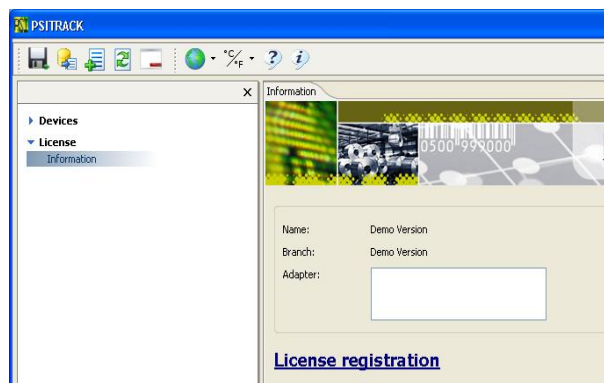 PSITRACK
°C/°F
x Information
Devices
License
Information
0500 999000
Name: Demo Version
Branch: Demo Version
Adapter:
License registration